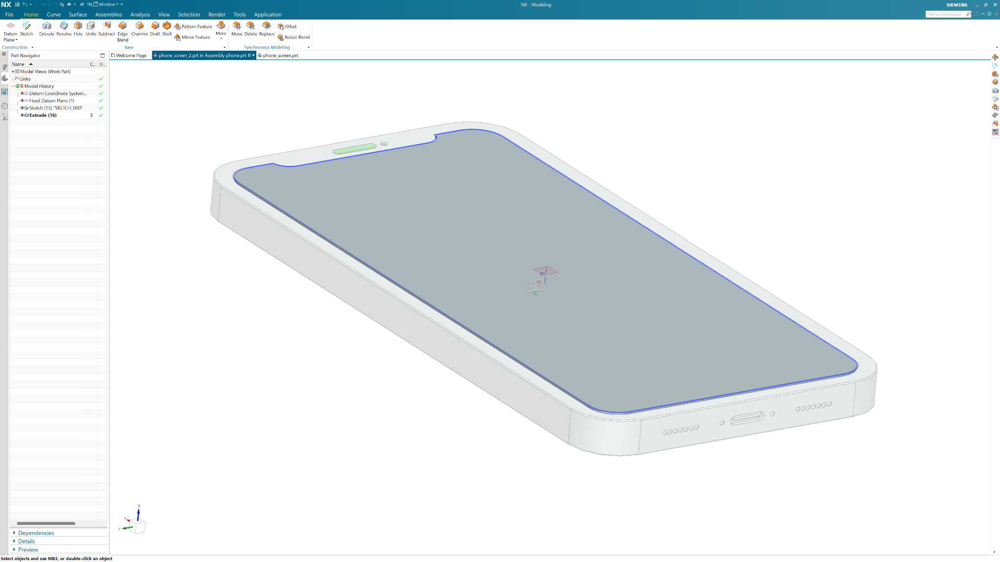 NX Window NX - Modeling SIEMENS
File Home Curve Surface Assemblies Analysis View Selection Render Tools Application Find a Command
Datum Plane Sketch Extrude Revolve Hole Unite Subtract Edge Blend Chamfer Draft Shell Pattern Feature Mirror Feature More Move Delete Replace Offset Resize Blend
Construction Base Synchronous Modeling
Part Navigator
Welcome Page phone_screen_2.prt in Assembly phone.prt phone_screen.prt
Name C... U...
Model Views (Work Part)
Links
Model History
Datum Coordinate System...
Fixed Datum Plane (1)
Sketch (15) "SKETCH_000"
Extrude (16)
XC
YC
Z
X
Y
Dependencies
Details
Preview
Select objects and use MB3, or double-click an object